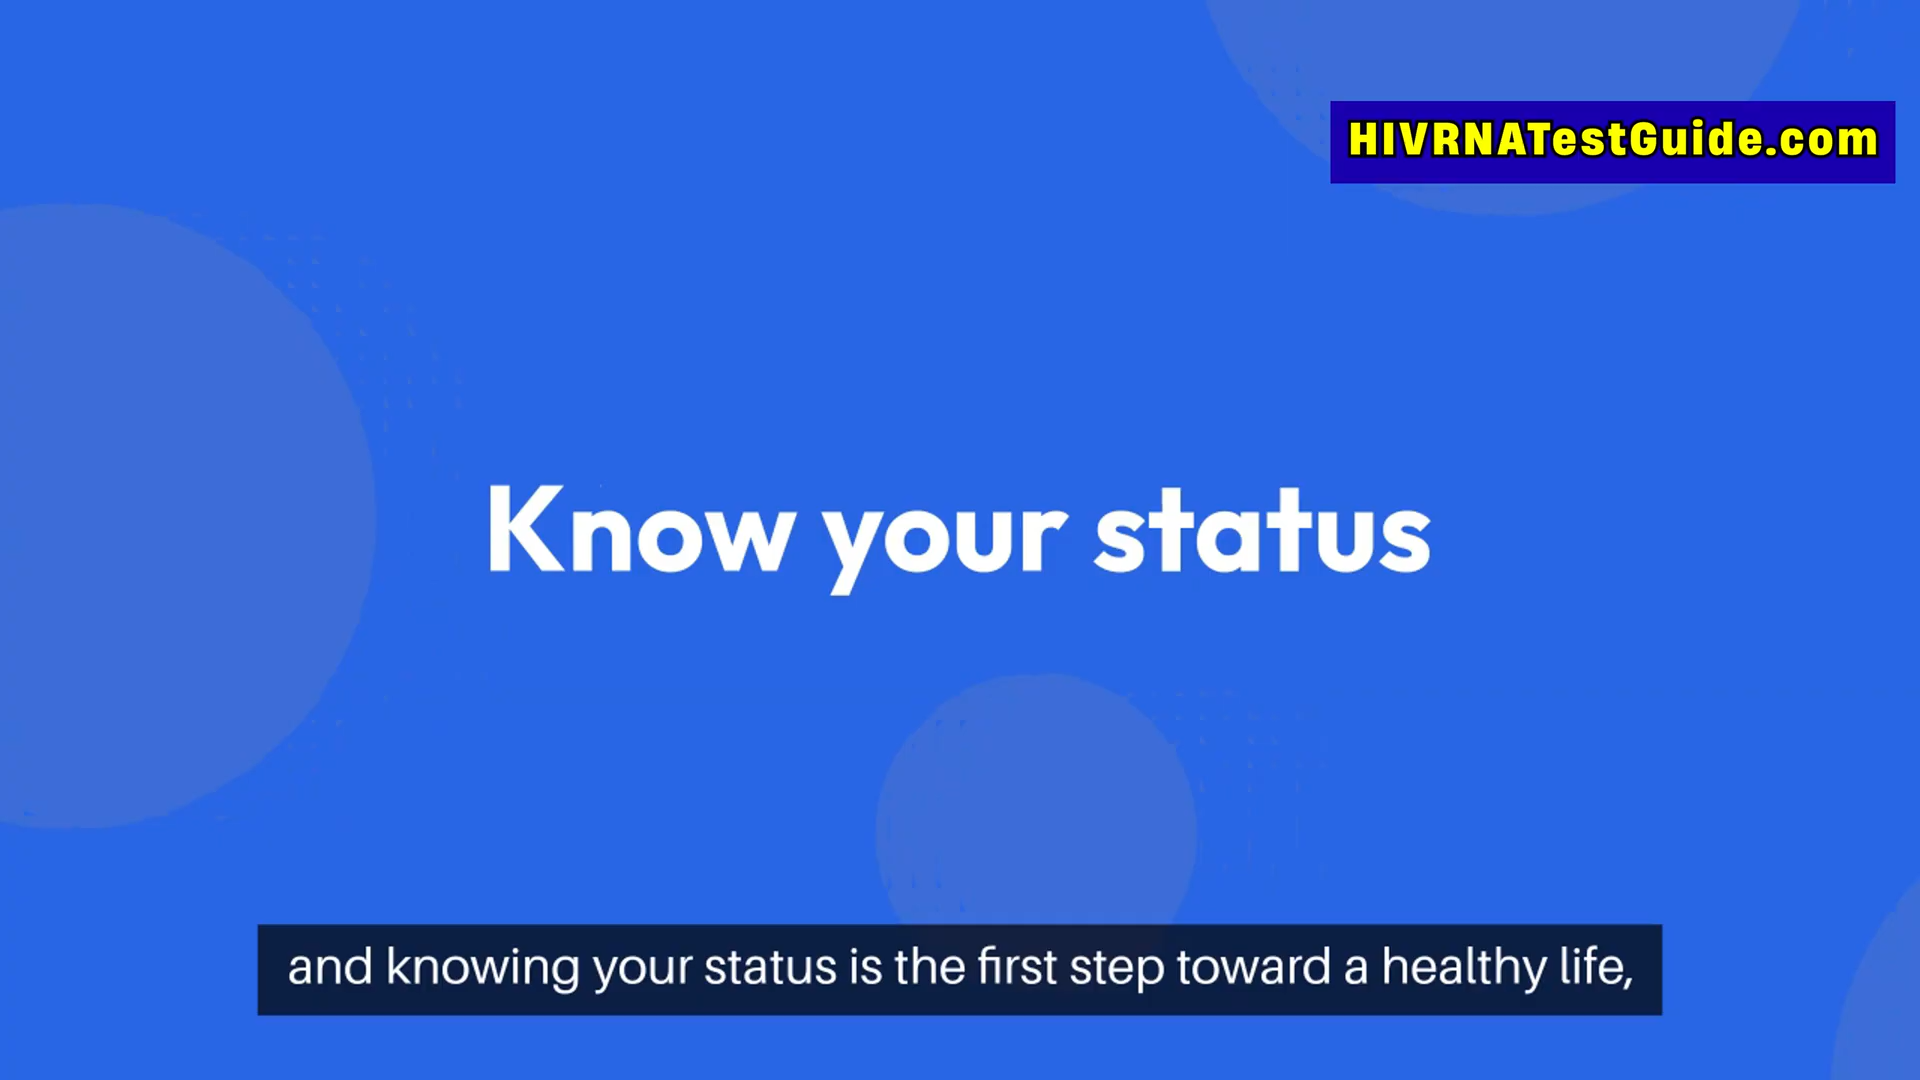 HIVRNATestGuide.com
Know your status
and knowing your status is the first step toward a healthy life,